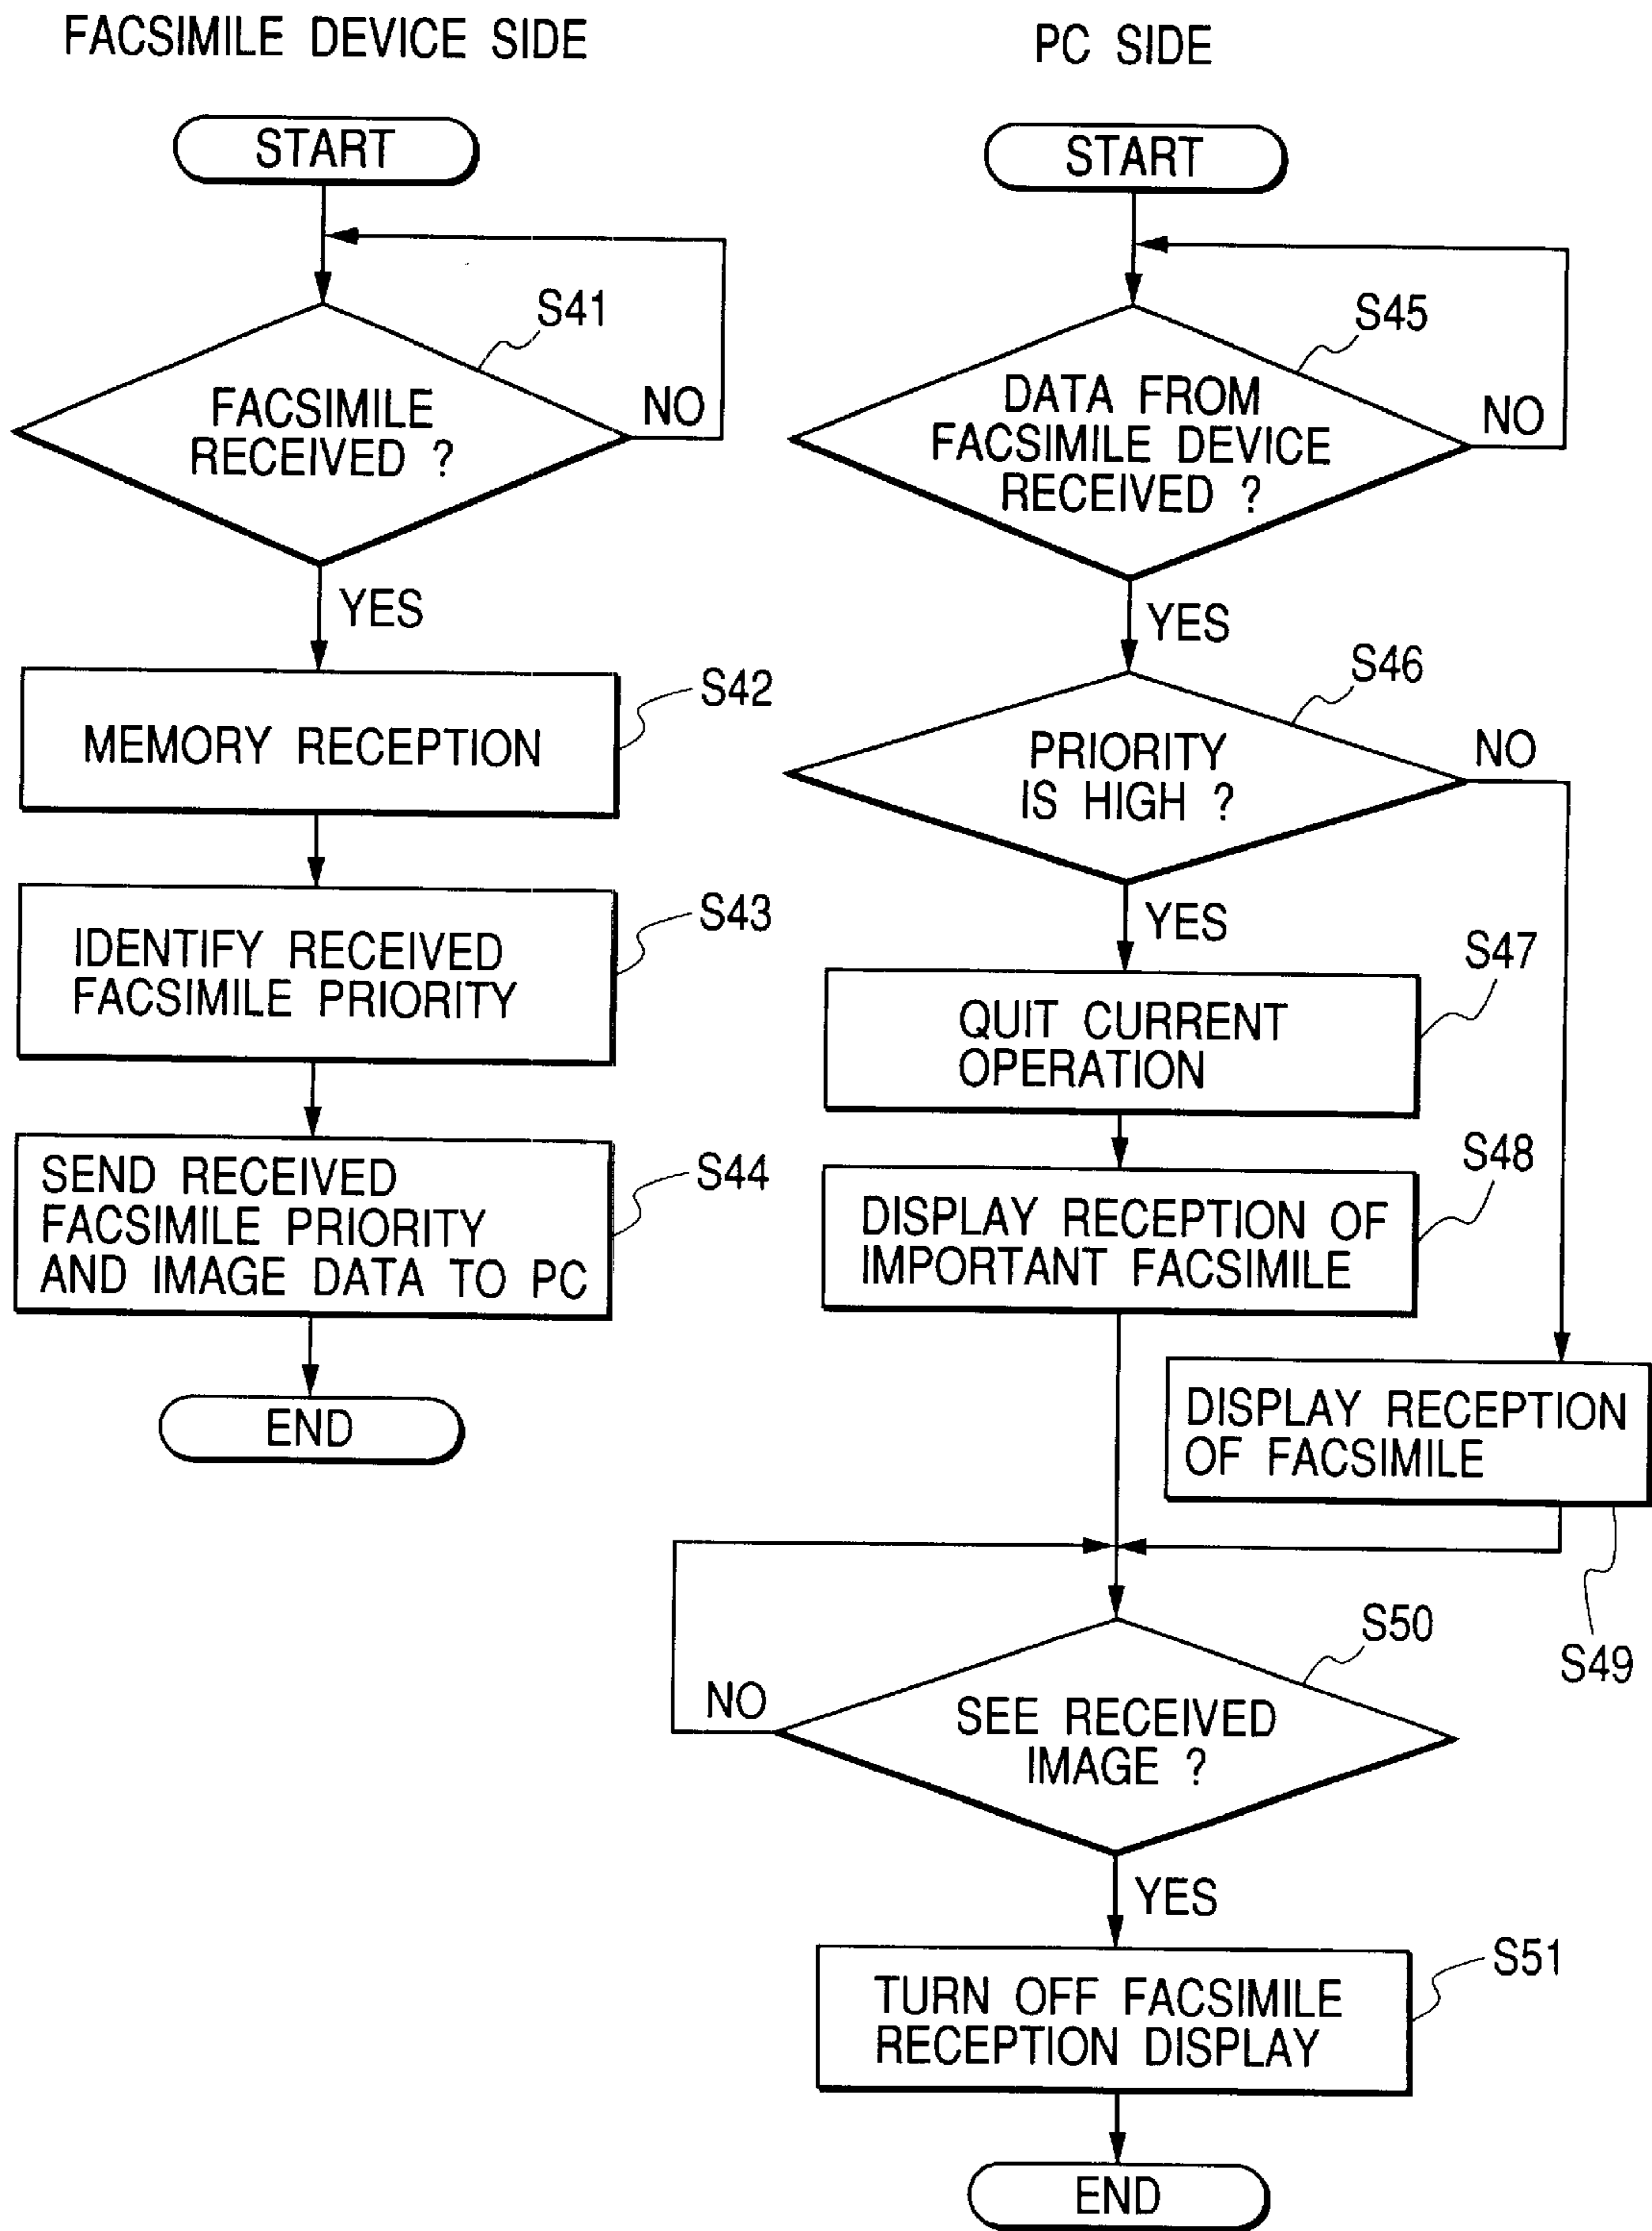 FACSIMILE DEVICE SIDE
START
S41
FACSIMILE
RECEIVED ?
NO
YES
S42
MEMORY RECEPTION
S43
IDENTIFY RECEIVED
FACSIMILE PRIORITY
S44
SEND RECEIVED
FACSIMILE PRIORITY
AND IMAGE DATA TO PC
END
PC SIDE
START
S45
DATA FROM
FACSIMILE DEVICE
RECEIVED ?
NO
YES
S46
PRIORITY
IS HIGH ?
NO
YES
S47
QUIT CURRENT
OPERATION
S48
DISPLAY RECEPTION OF
IMPORTANT FACSIMILE
DISPLAY RECEPTION
OF FACSIMILE
S49
S50
SEE RECEIVED
IMAGE ?
NO
YES
S51
TURN OFF FACSIMILE
RECEPTION DISPLAY
END